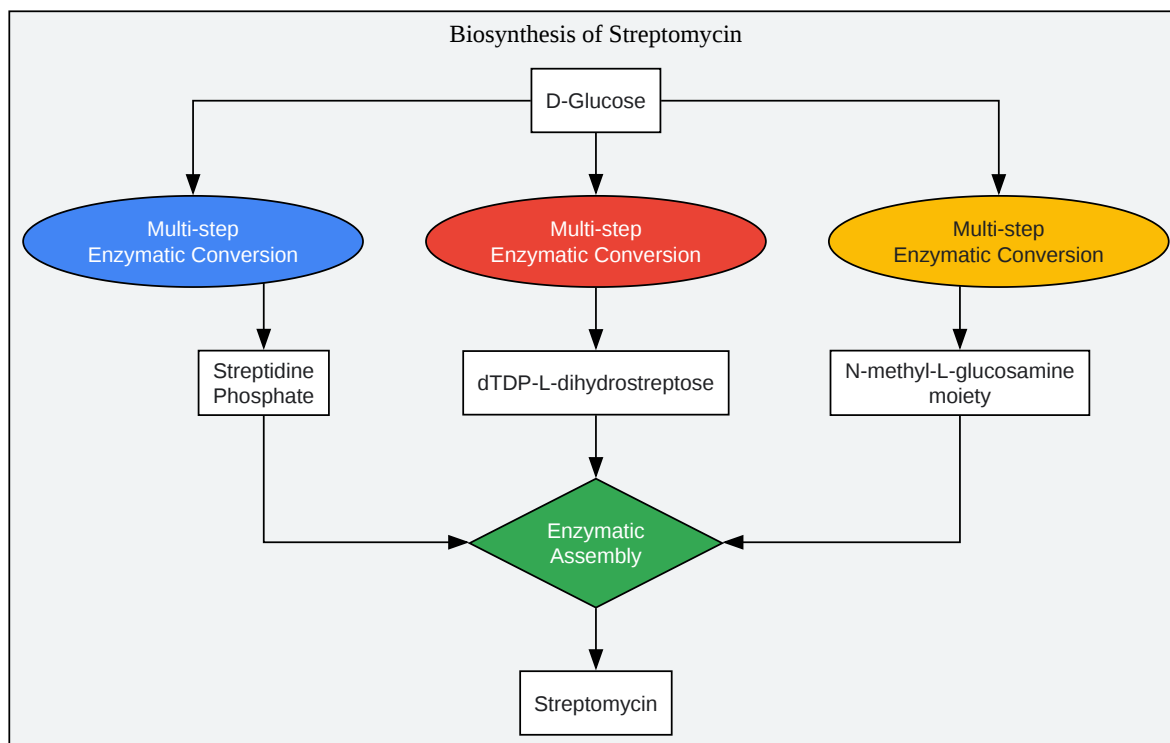 Biosynthesis of Streptomycin
D-Glucose
Multi-step
Enzymatic Conversion
Multi-step
Enzymatic Conversion
Multi-step
Enzymatic Conversion
Streptidine
Phosphate
dTDP-L-dihydrostreptose
N-methyl-L-glucosamine
moiety
Enzymatic
Assembly
Streptomycin